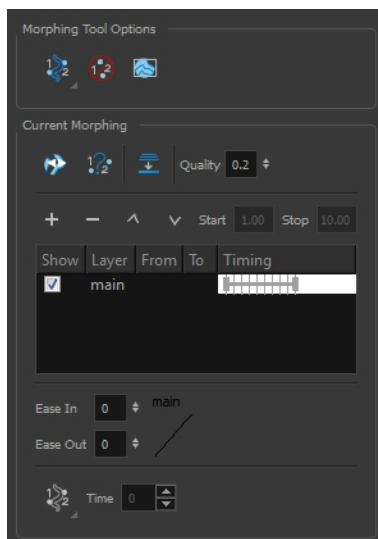 Morphing Tool Options
Current Morphing
Quality 0.2
Start 1.00 Stop 10.00
Show Layer From To Timing
main
Ease In 0 main
Ease Out 0
Time 0